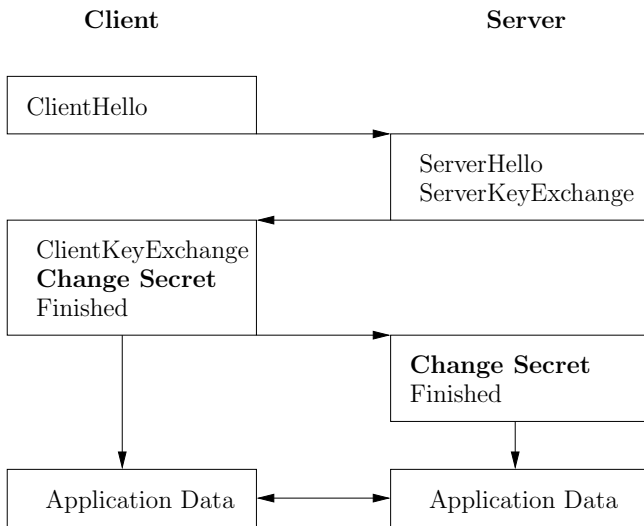 Client
Server
ClientHello
ServerHello
ServerKeyExchange
ClientKeyExchange
Change Secret
Finished
Change Secret
Finished
Application Data
Application Data